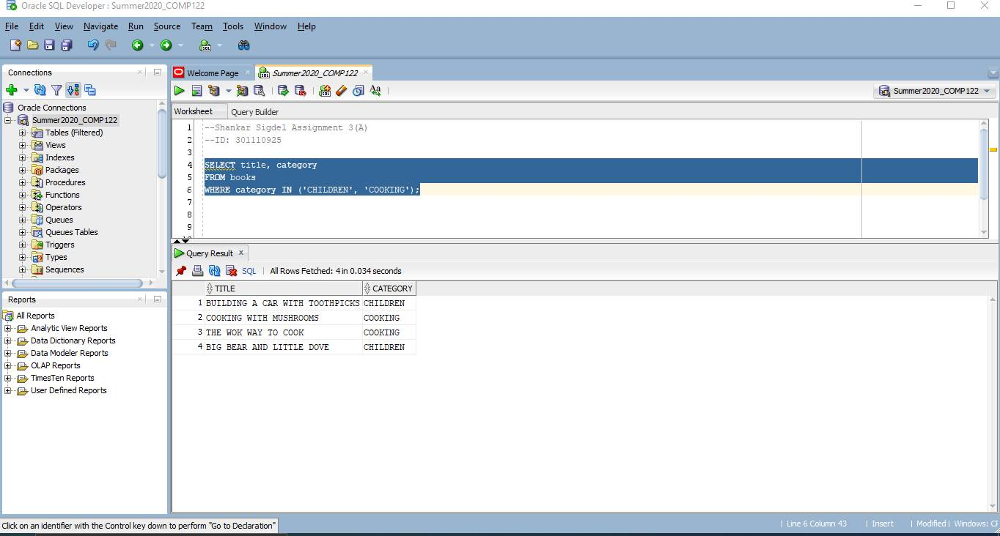 Oracle SQL Developer : Summer2020_COMP122
File Edit View Navigate Run Source Team Tools Window Help
Connections
Oracle Connections
Summer2020_COMP122
Tables (Filtered)
Views
Indexes
Packages
Procedures
Functions
Operators
Queues
Queues Tables
Triggers
Types
Sequences
Reports
All Reports
Analytic View Reports
Data Dictionary Reports
Data Modeler Reports
OLAP Reports
TimesTen Reports
User Defined Reports
Welcome Page Summer2020_COMP122
Summer2020_COMP122
Worksheet Query Builder
1 --Shankar Sigdel Assignment 3(A)
2 --ID: 301110925
3
4 SELECT title, category
5 FROM books
6 WHERE category IN ('CHILDREN', 'COOKING');
7
8
9
Query Result
SQL | All Rows Fetched: 4 in 0.034 seconds
TITLE CATEGORY
1 BUILDING A CAR WITH TOOTHPICKS CHILDREN
2 COOKING WITH MUSHROOMS COOKING
3 THE WOK WAY TO COOK COOKING
4 BIG BEAR AND LITTLE DOVE CHILDREN
Click on an identifier with the Control key down to perform "Go to Declaration"
| Line 6 Column 43 | Insert | Modified | Windows: